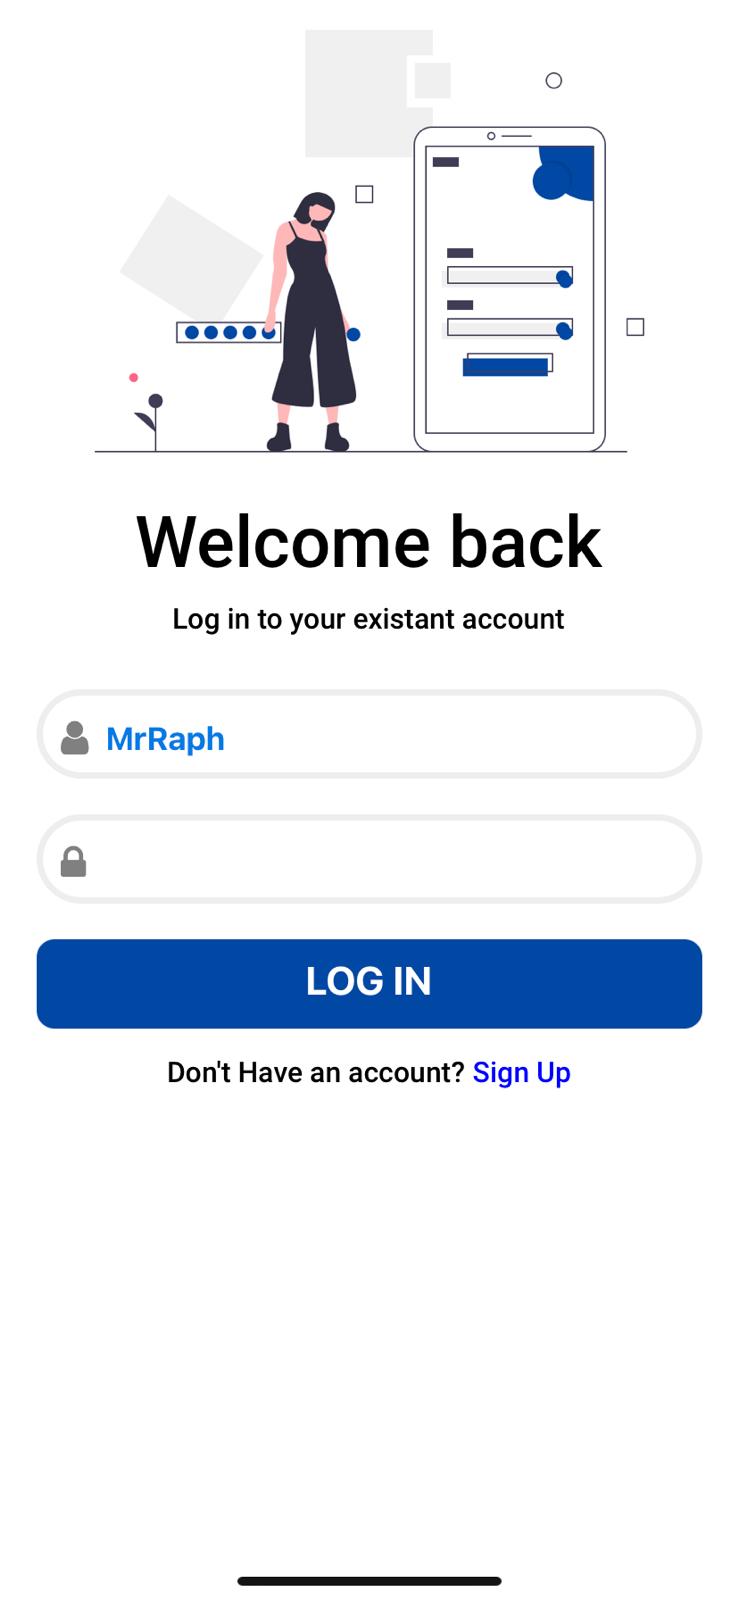 Welcome back
Log in to your existant account
MrRaph
LOG IN
Don't Have an account? Sign Up